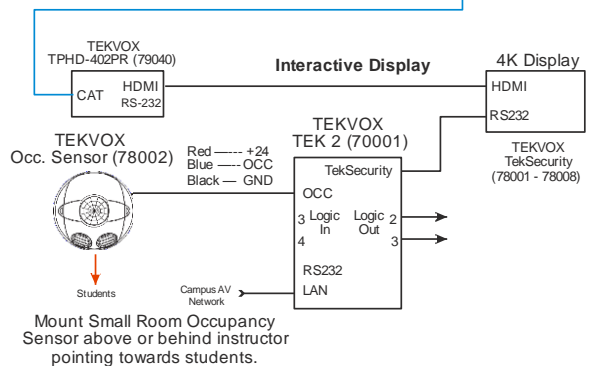 TEKVOX
TPHD-402PR (79040)
CAT
HDMI
RS-232
Interactive Display
4K Display
HDMI
RS232
TEKVOX
TekSecurity
(78001 - 78008)
TEKVOX
Occ. Sensor (78002)
Red +24
Blue OCC
Black GND
TEKVOX
TEK 2 (70001)
TekSecurity
OCC
3 Logic Logic 2
4 In Out 3
RS232
LAN
Campus AV
Network
Students
Mount Small Room Occupancy
Sensor above or behind instructor
pointing towards students.